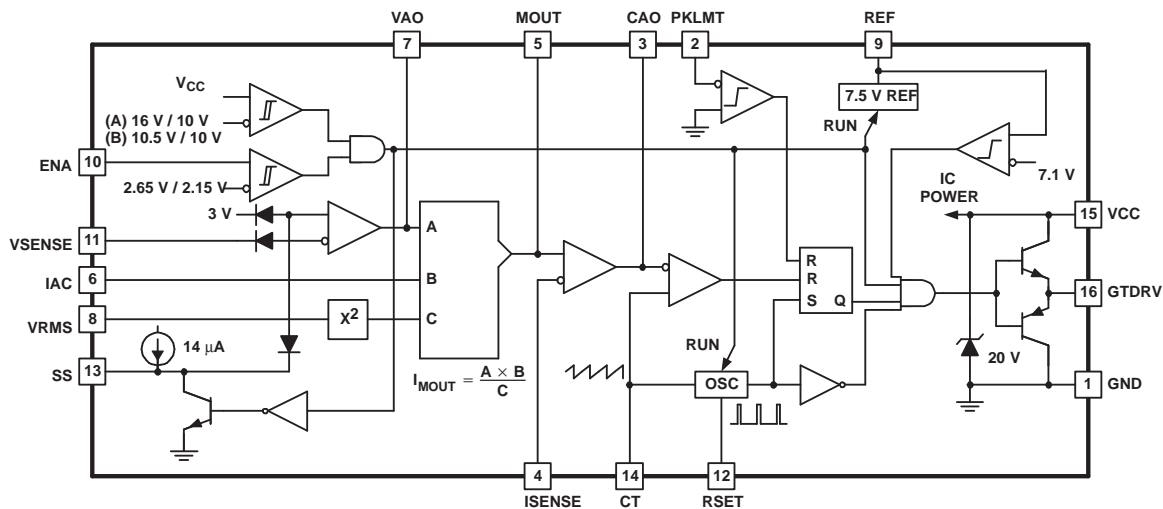 VAO
MOUT
CAO
PKLMT
REF
7
5
3
2
9
VCC
(A) 16 V / 10 V
(B) 10.5 V / 10 V
7.5 V REF
RUN
ENA
10
2.65 V / 2.15 V
7.1 V
IC
POWER
3 V
VSENSE
11
A
15
VCC
IAC
6
B
R
R
S
Q
16
GTDRV
VRMS
8
X2
C
14 µA
RUN
20 V
SS
13
IMOUT = A × B
C
OSC
1
GND
4
14
12
ISENSE
CT
RSET